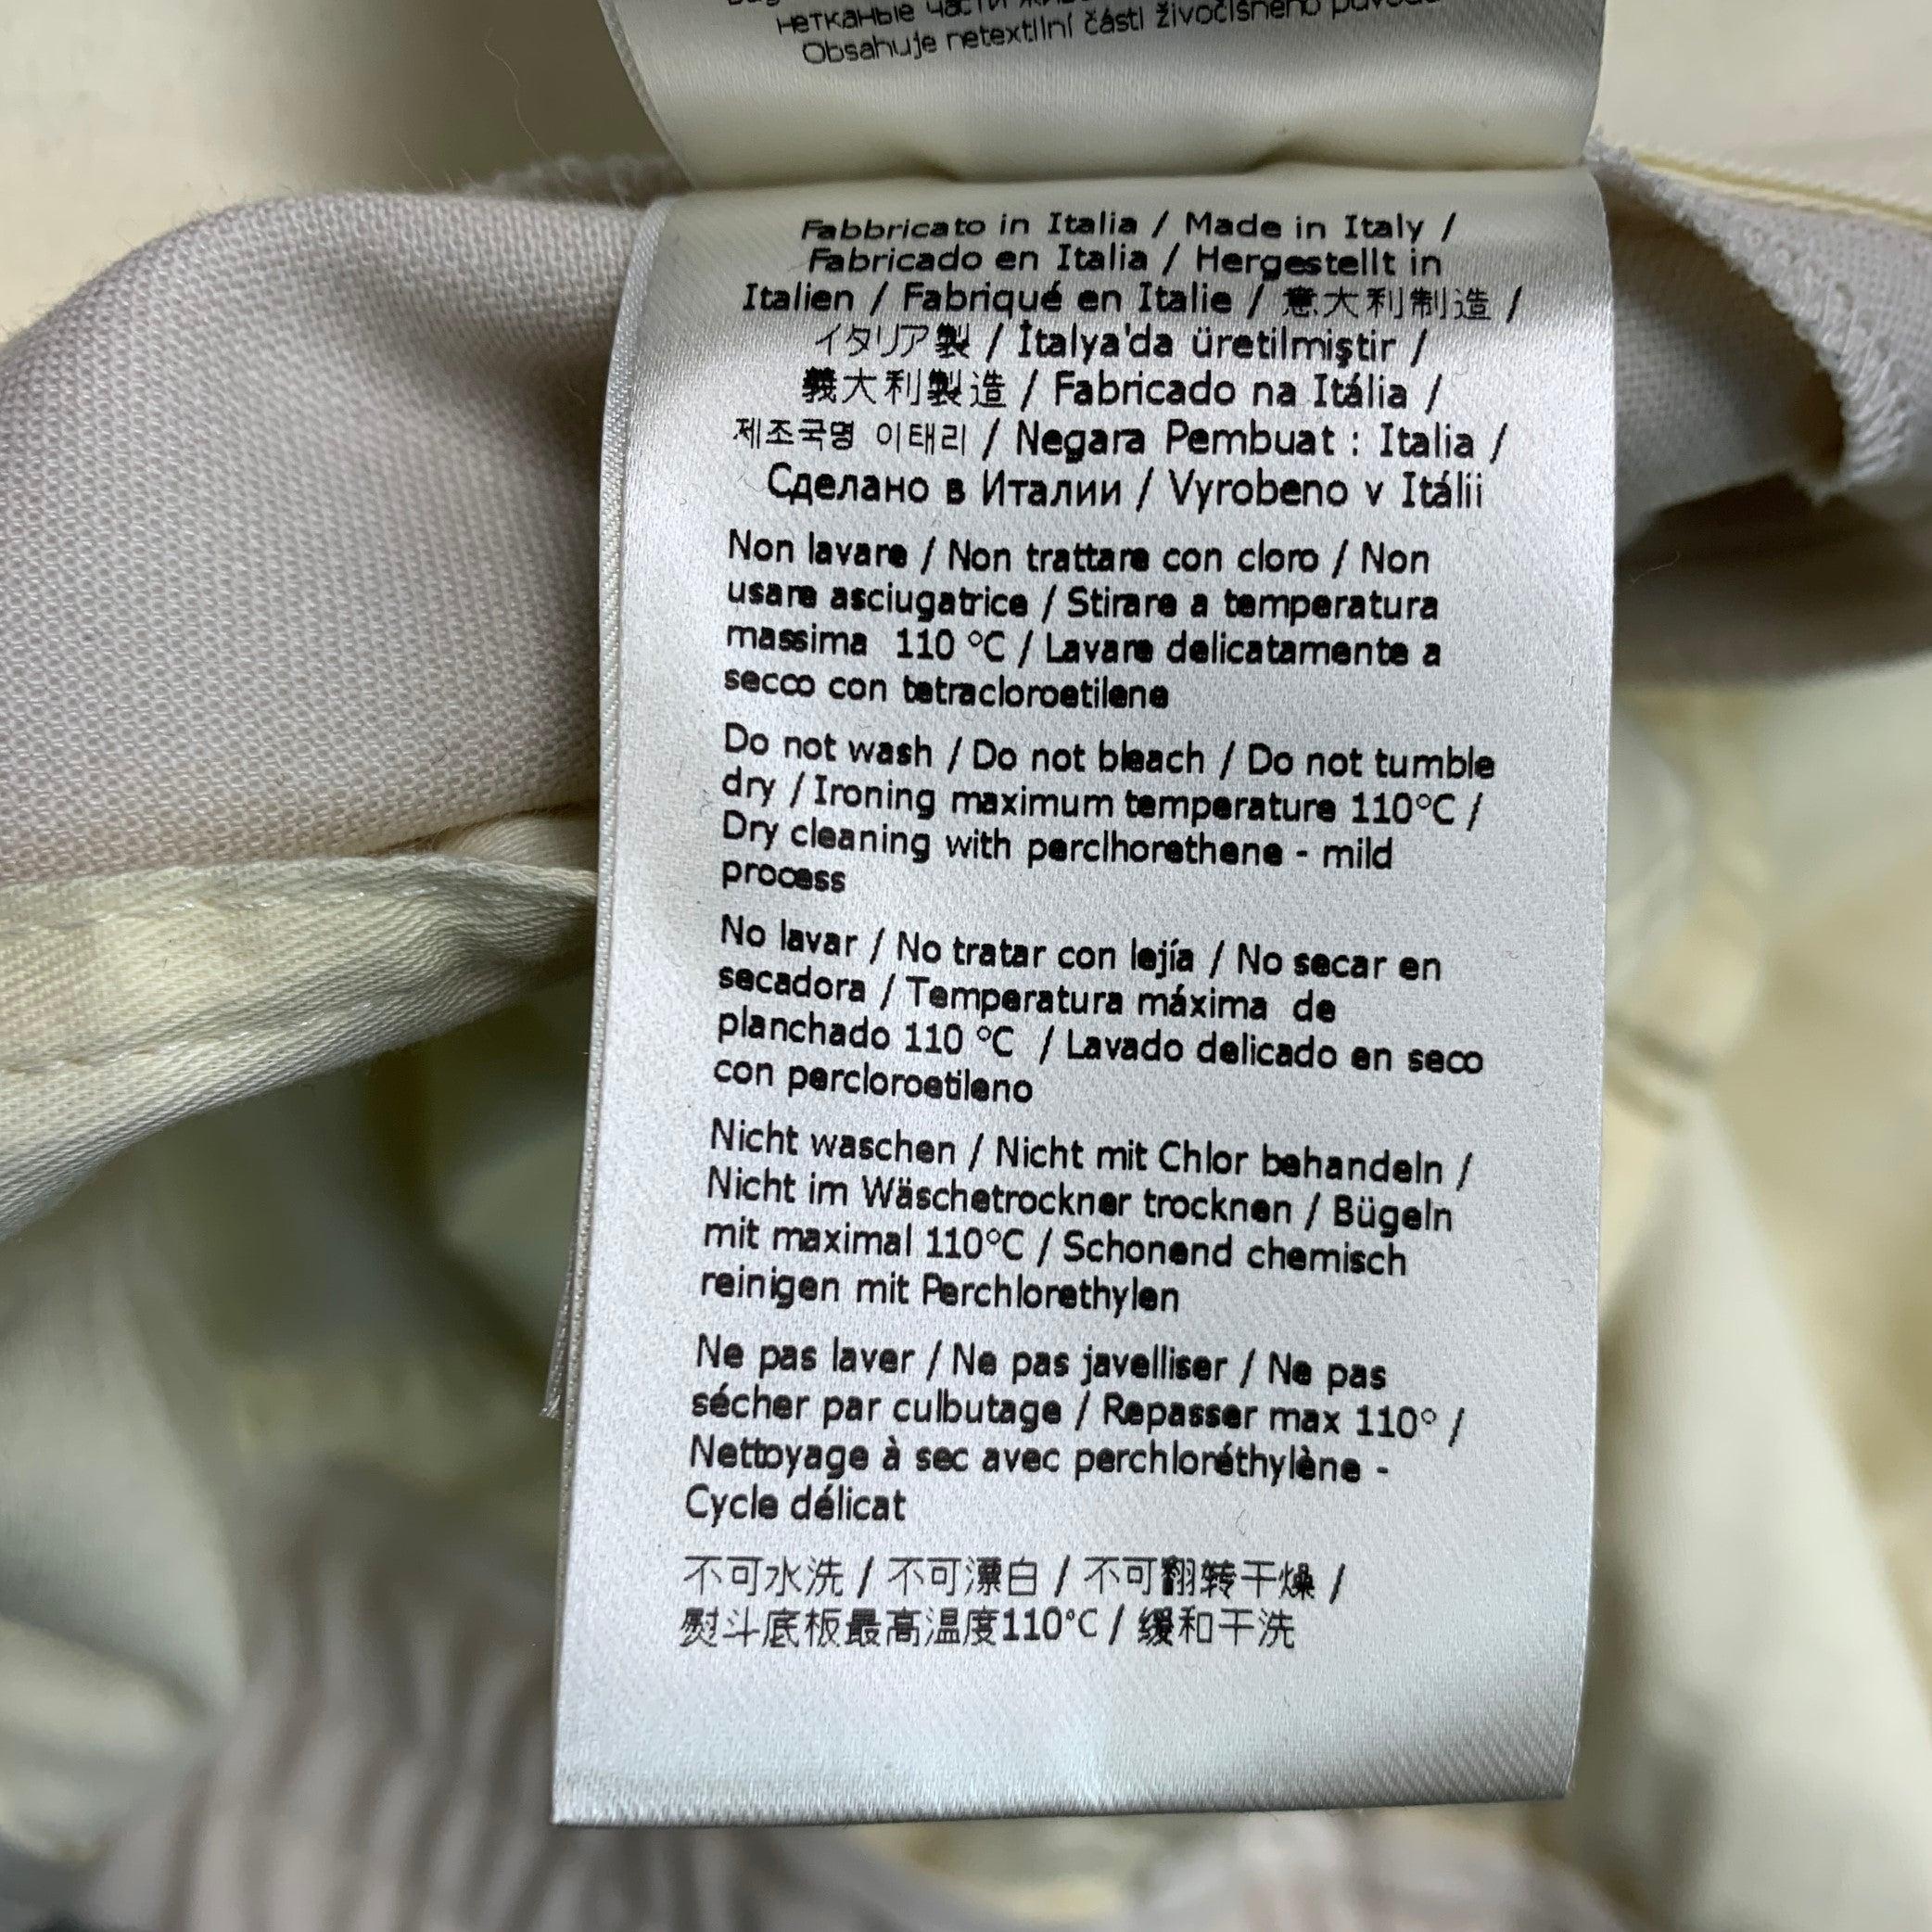 нетканые части
Obsahuje netextilní části živočišného
Fabbricato in Italia / Made in Italy /
Fabricado en Italia / Hergestellt in
Italien / Fabriqué en Italie / 意大利制造 /
イタリア製 / İtalya'da üretilmiştir /
義大利製造 / Fabricado na Itália /
제조국명 이태리 / Negara Pembuat : Italia /
Сделано в Италии / Vyrobeno v Itálii
Non lavare / Non trattare con cloro / Non
usare asciugatrice / Stirare a temperatura
massima 110 °C / Lavare delicatamente a
secco con tetracloroetilene
Do not wash / Do not bleach / Do not tumble
dry / Ironing maximum temperature 110°C /
Dry cleaning with perclhorethene - mild
process
No lavar / No tratar con lejía / No secar en
secadora / Temperatura máxima de
planchado 110 °C / Lavado delicado en seco
con percloroetileno
Nicht waschen / Nicht mit Chlor behandeln /
Nicht im Wäschetrockner trocknen / Bügeln
mit maximal 110°C / Schonend chemisch
reinigen mit Perchlorethylen
Ne pas laver / Ne pas javelliser / Ne pas
sécher par culbutage / Repasser max 110° /
Nettoyage à sec avec perchloréthylène -
Cycle délicat
不可水洗 / 不可漂白 / 不可翻转干燥 /
熨斗底板最高温度110°C / 缓和干洗